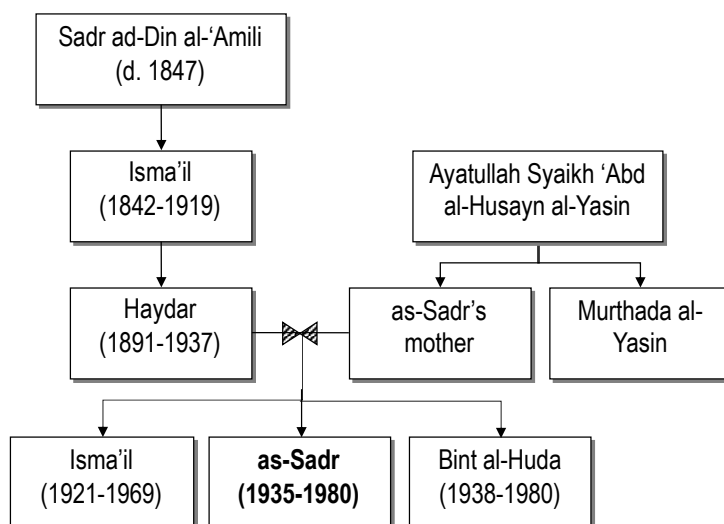 Sadr ad-Din al-‘Amili
(d. 1847)
Isma’il
(1842-1919)
Ayatullah Syaikh ‘Abd
al-Husayn al-Yasin
Haydar
(1891-1937)
as-Sadr’s
mother
Murthada al-
Yasin
Isma’il
(1921-1969)
as-Sadr
(1935-1980)
Bint al-Huda
(1938-1980)